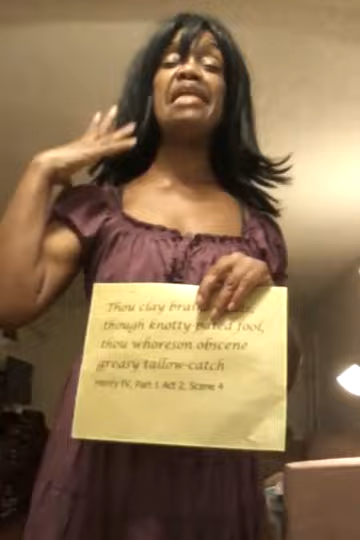 Thou clay
though knotty-pated fool,
thou whoreson obscene
greasy tallow-catch
Henry IV, Part 1 Act 2, Scene 4